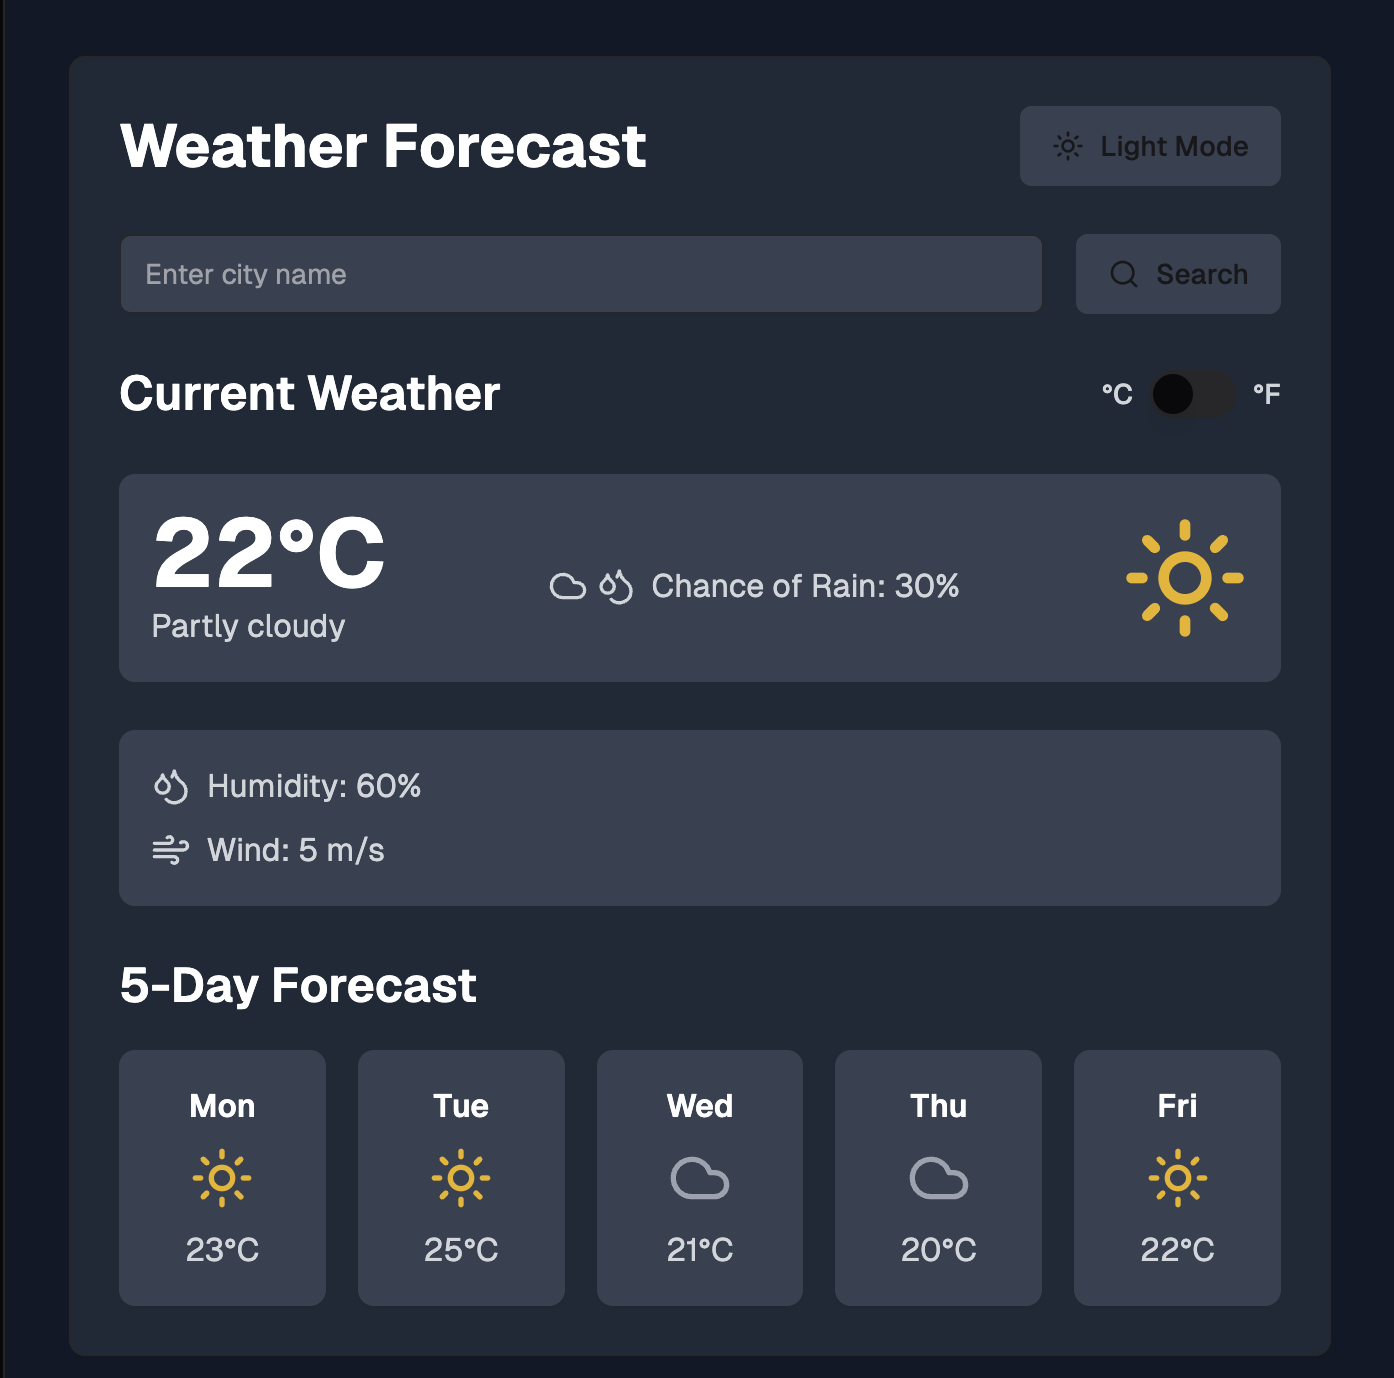 Weather Forecast
Light Mode
Enter city name
Search
Current Weather
°C
°F
22°C
Partly cloudy
Chance of Rain: 30%
Humidity: 60%
Wind: 5 m/s
5-Day Forecast
Mon
Tue
Wed
Thu
Fri
23°C
25°C
21°C
20°C
22°C